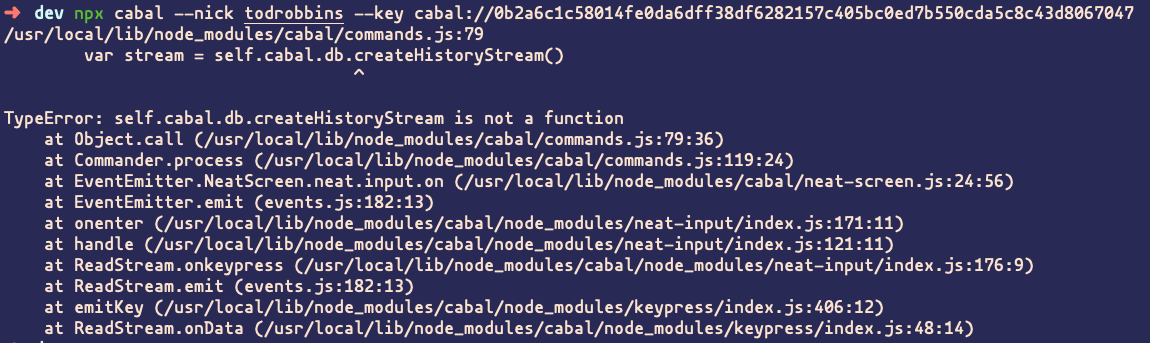 ➜ dev npx cabal --nick todrobbins --key cabal://0b2a6c1c58014fe0da6dff38df6282157c405bc0ed7b550cda5c8c43d8067047
/usr/local/lib/node_modules/cabal/commands.js:79
        var stream = self.cabal.db.createHistoryStream()
                                   ^
TypeError: self.cabal.db.createHistoryStream is not a function
    at Object.call (/usr/local/lib/node_modules/cabal/commands.js:79:36)
    at Commander.process (/usr/local/lib/node_modules/cabal/commands.js:119:24)
    at EventEmitter.NeatScreen.neat.input.on (/usr/local/lib/node_modules/cabal/neat-screen.js:24:56)
    at EventEmitter.emit (events.js:182:13)
    at onenter (/usr/local/lib/node_modules/cabal/node_modules/neat-input/index.js:171:11)
    at handle (/usr/local/lib/node_modules/cabal/node_modules/neat-input/index.js:121:11)
    at ReadStream.onkeypress (/usr/local/lib/node_modules/cabal/node_modules/neat-input/index.js:176:9)
    at ReadStream.emit (events.js:182:13)
    at emitKey (/usr/local/lib/node_modules/cabal/node_modules/keypress/index.js:406:12)
    at ReadStream.onData (/usr/local/lib/node_modules/cabal/node_modules/keypress/index.js:48:14)